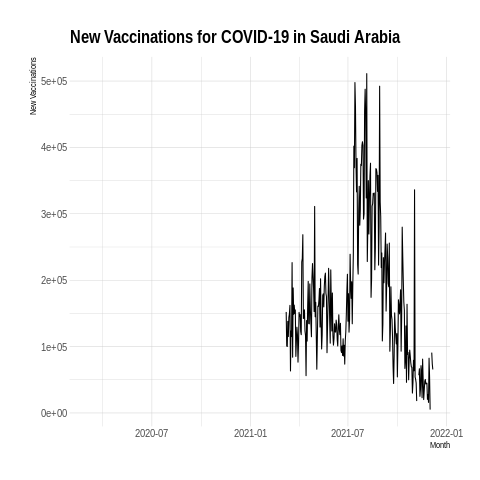 New Vaccinations for COVID-19 in Saudi Arabia
New Vaccinations
5e+05
4e+05
3e+05
2e+05
1e+05
0e+00
2020-07
2021-01
2021-07
2022-01
Month